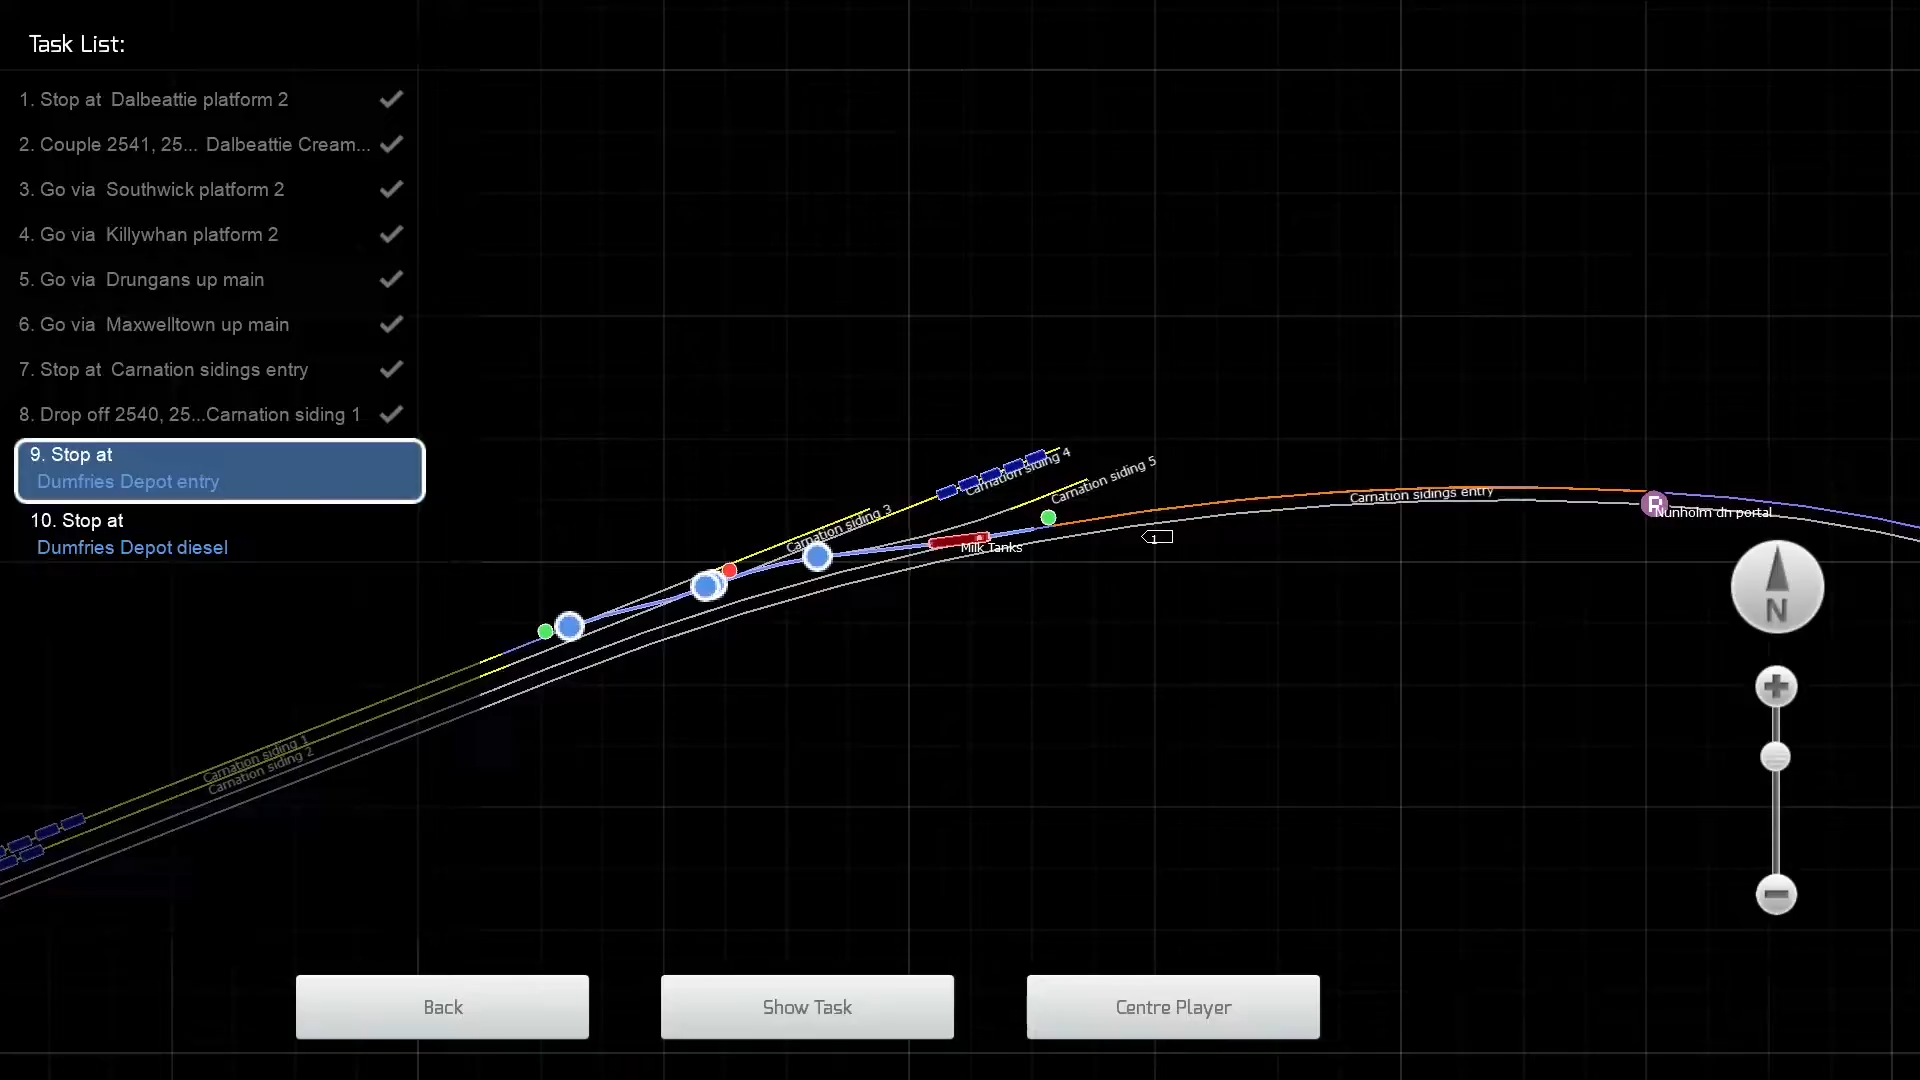 Task List:
1. Stop at Dalbeattie platform 2
2. Couple 2541, 25... Dalbeattie Cream...
3. Go via Southwick platform 2
4. Go via Killywhan platform 2
5. Go via Drungans up main
6. Go via Maxwelltown up main
7. Stop at Carnation sidings entry
8. Drop off 2540, 25...Carnation siding 1
9. Stop at
Dumfries Depot entry
10. Stop at
Dumfries Depot diesel
Carnation siding 4
Carnation siding 5
Carnation sidings entry
R
Nunholm dn portal
Carnation siding 3
Milk Tanks
1
N
Carnation siding 1
Carnation siding 2
Back
Show Task
Centre Player